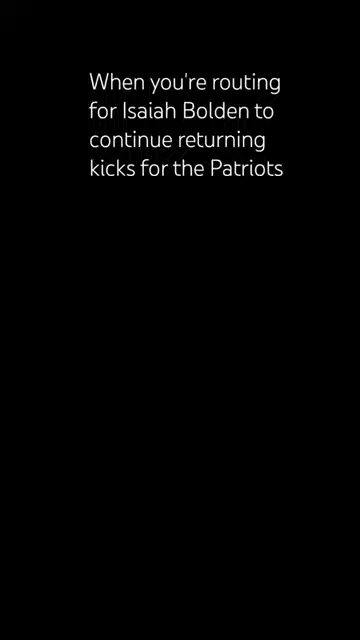 When you're routing
for Isaiah Bolden to
continue returning
kicks for the Patriots